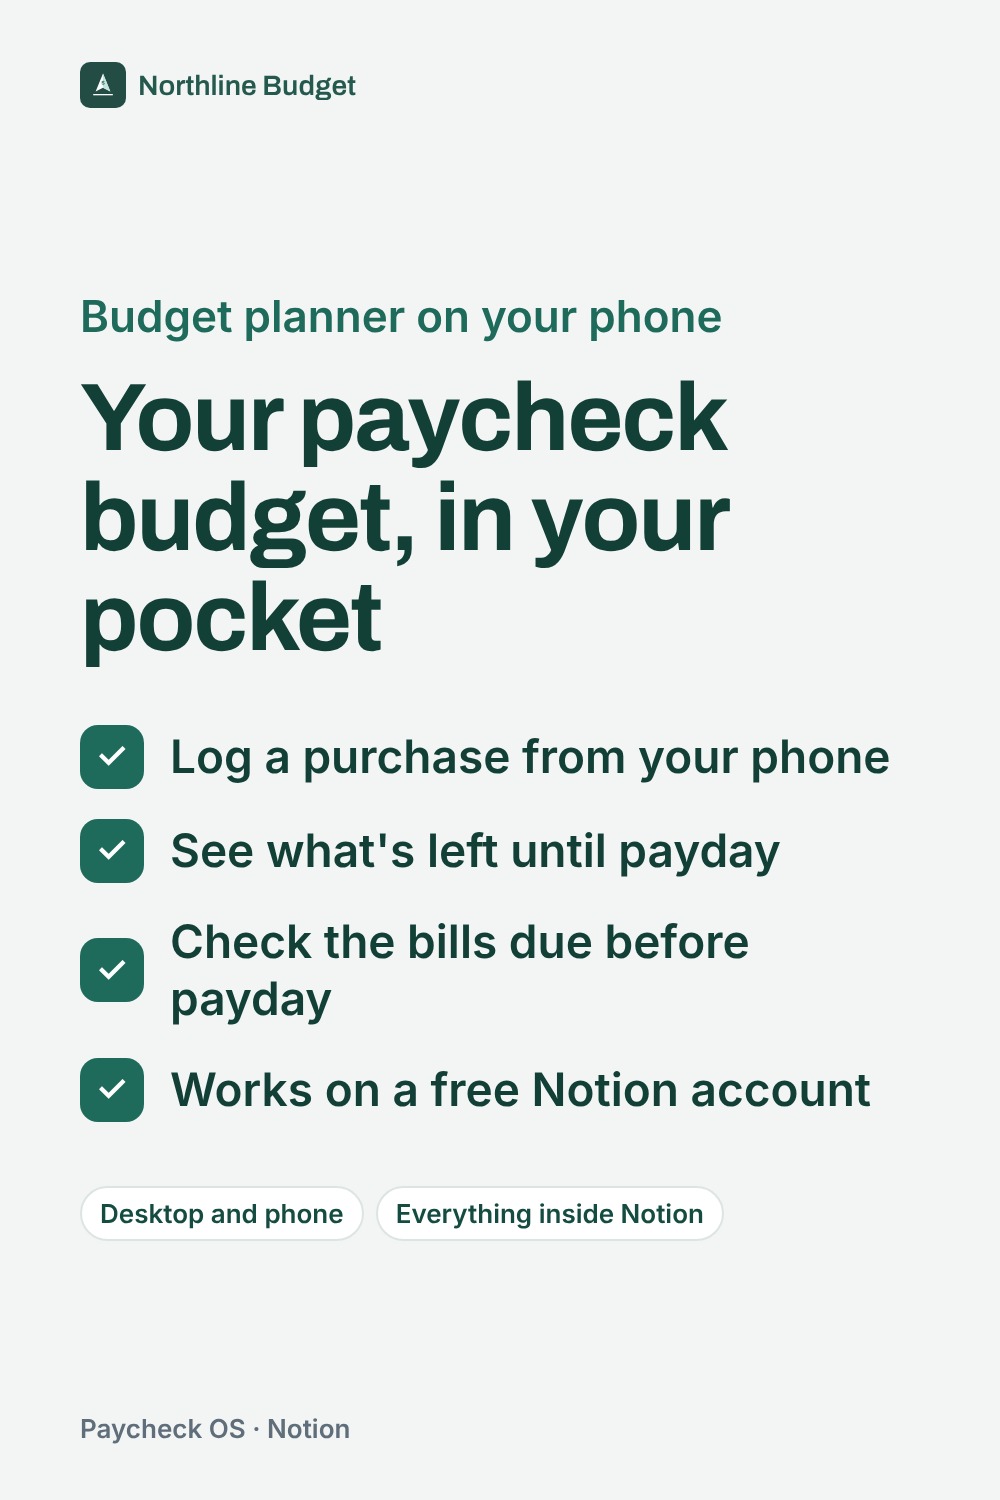 Northline Budget
Budget planner on your phone
Your paycheck
budget, in your
pocket
Log a purchase from your phone
See what's left until payday
Check the bills due before
payday
Works on a free Notion account
Desktop and phone
Everything inside Notion
Paycheck OS · Notion